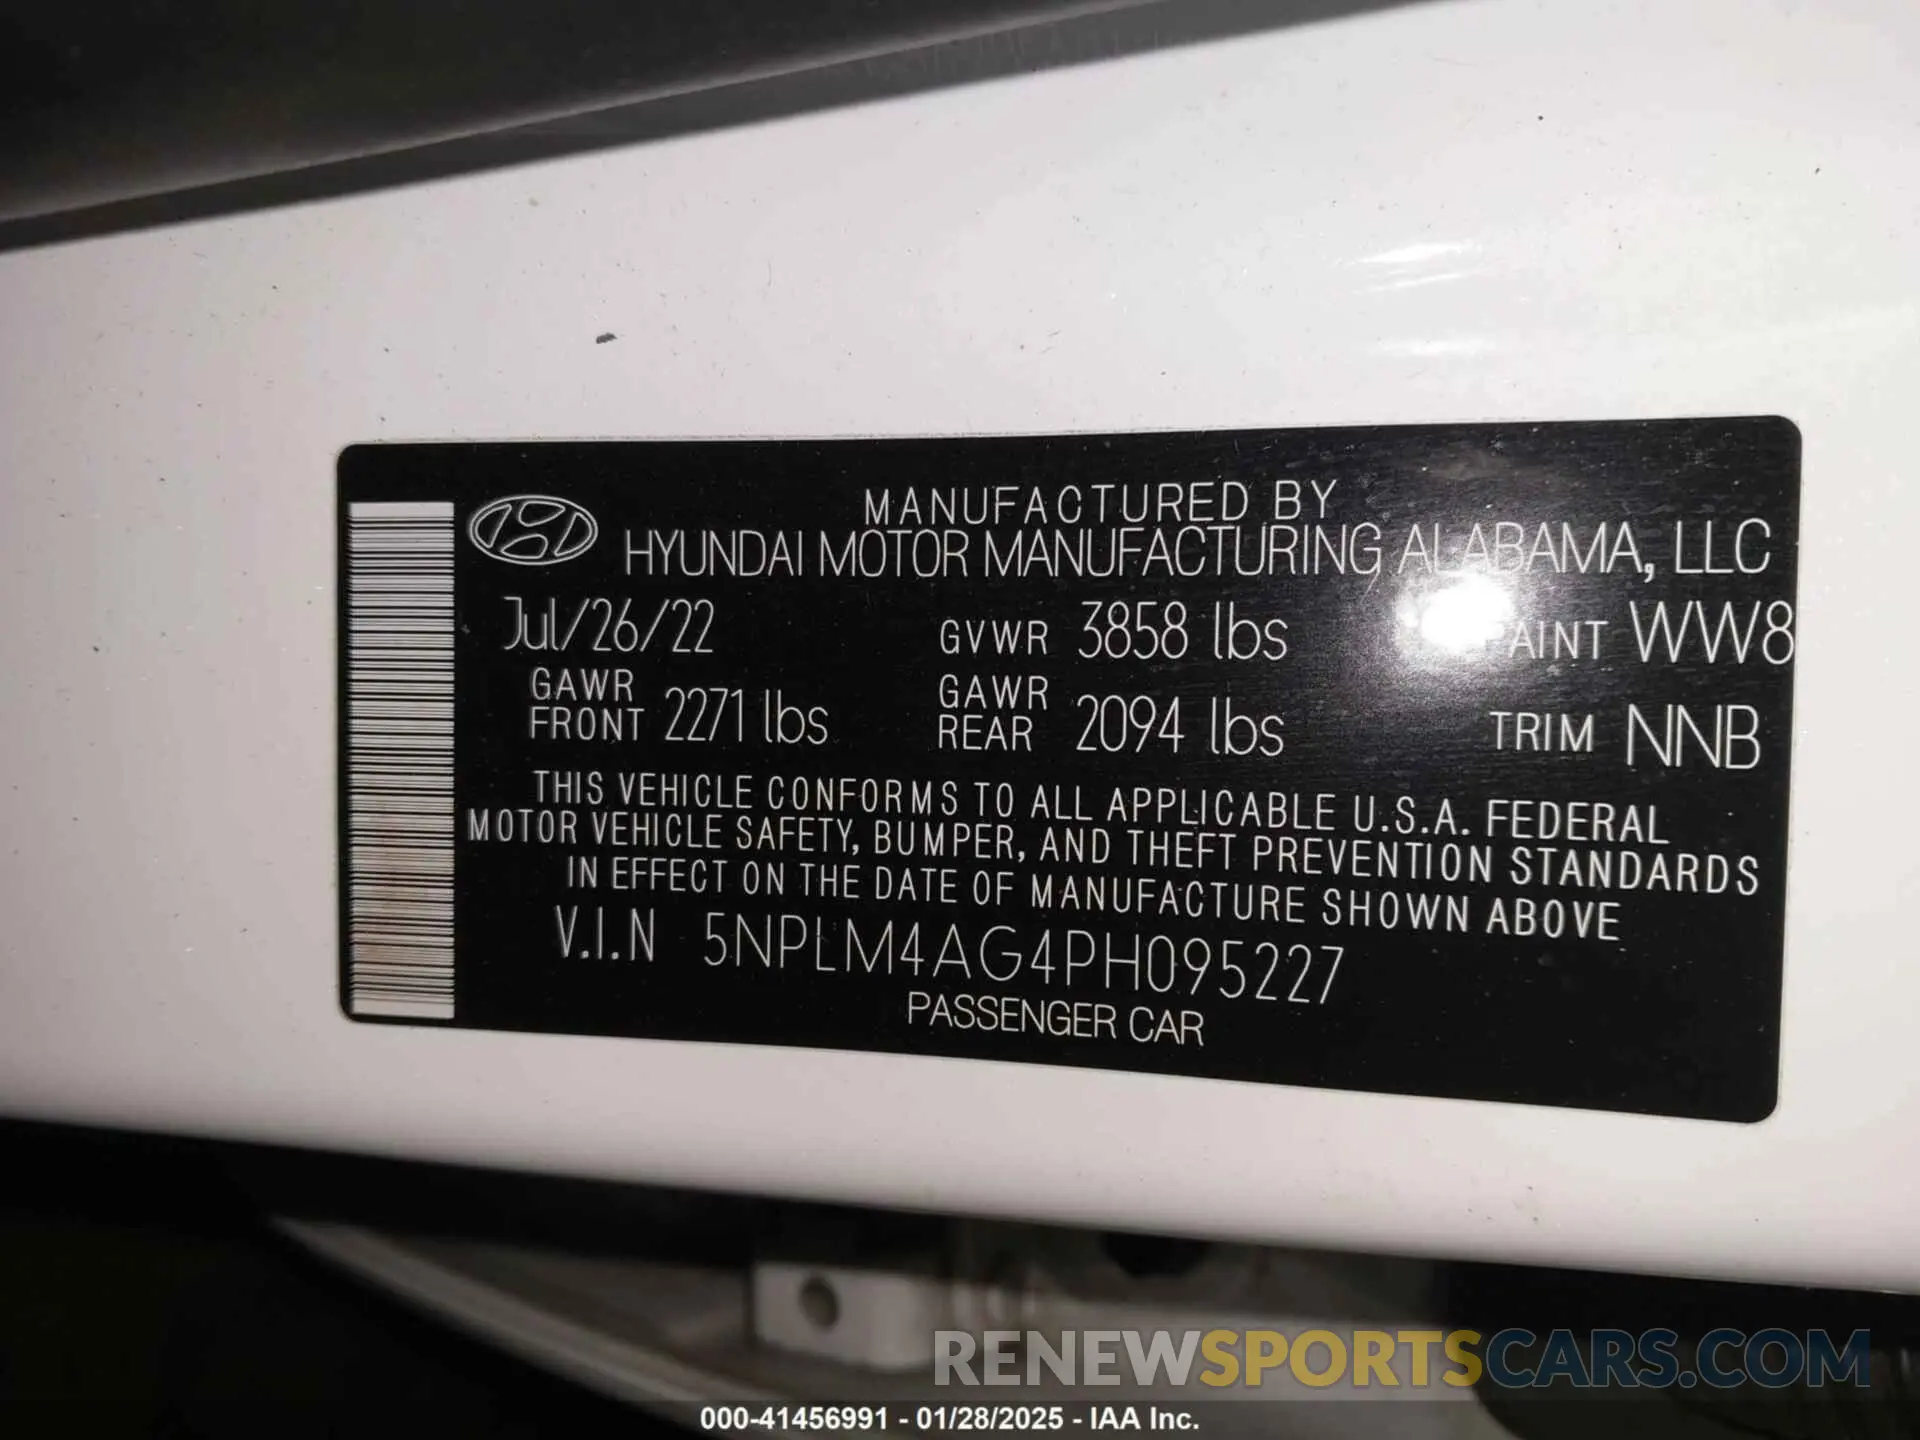 MANUFACTURED BY
HYUNDAI MOTOR MANUFACTURING ALABAMA, LLC
Jul/26/22 GVWR 3858 lbs PAINT WW8
GAWR FRONT 2271 lbs GAWR REAR 2094 lbs TRIM NNB
THIS VEHICLE CONFORMS TO ALL APPLICABLE U.S.A. FEDERAL
MOTOR VEHICLE SAFETY, BUMPER, AND THEFT PREVENTION STANDARDS
IN EFFECT ON THE DATE OF MANUFACTURE SHOWN ABOVE
V.I.N 5NPLM4AG4PH095227
PASSENGER CAR
RENEWSPORTSCARS.COM
000-41456991 - 01/28/2025 - IAA Inc.